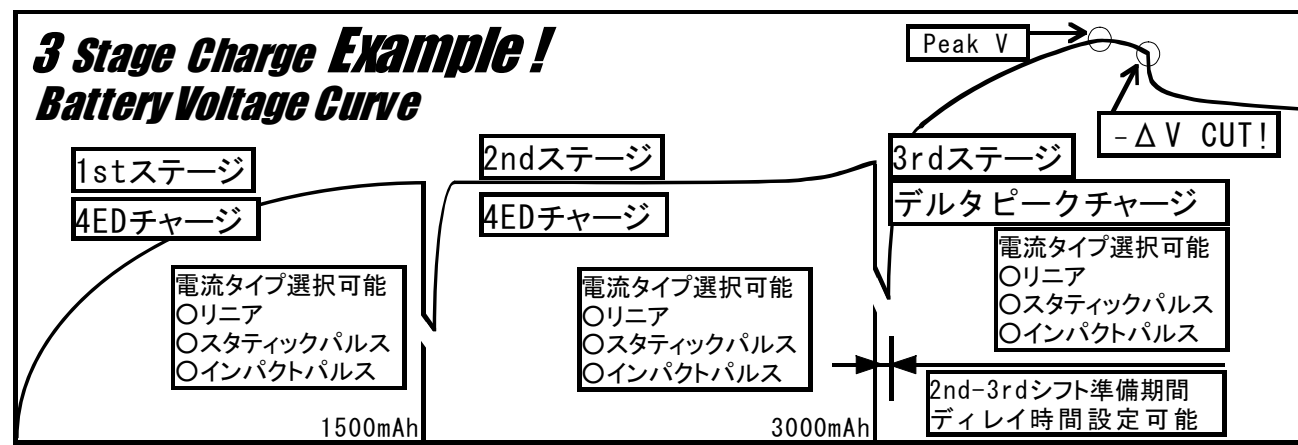 3 Stage Charge Example !
Battery Voltage Curve
Peak V
-ΔV CUT!
1stステージ
4EDチャージ
電流タイプ選択可能
○リニア
○スタティックパルス
○インパクトパルス
1500mAh
2ndステージ
4EDチャージ
電流タイプ選択可能
○リニア
○スタティックパルス
○インパクトパルス
3000mAh
3rdステージ
デルタピークチャージ
電流タイプ選択可能
○リニア
○スタティックパルス
○インパクトパルス
2nd-3rdシフト準備期間
ディレイ時間設定可能